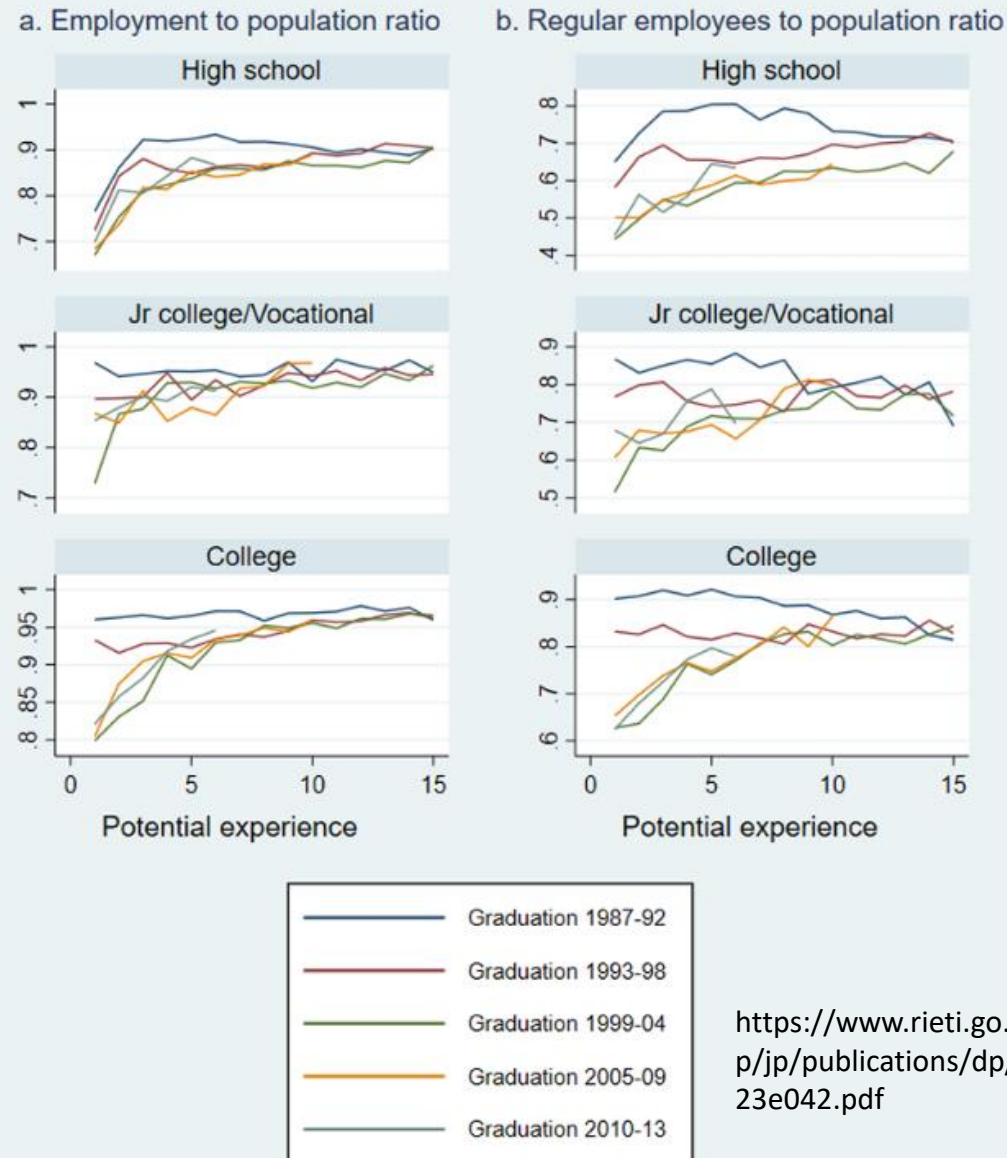 a. Employment to population ratio
b. Regular employees to population ratio
High school
1
.9
.8
.7
High school
.8
.7
.6
.5
.4
Jr college/Vocational
1
.9
.8
.7
Jr college/Vocational
.9
.8
.7
.6
.5
College
1
.95
.9
.85
.8
0 5 10 15
Potential experience
College
.9
.8
.7
.6
0 5 10 15
Potential experience
Graduation 1987-92
Graduation 1993-98
Graduation 1999-04
Graduation 2005-09
Graduation 2010-13
https://www.rieti.go.
p/jp/publications/dp/
23e042.pdf